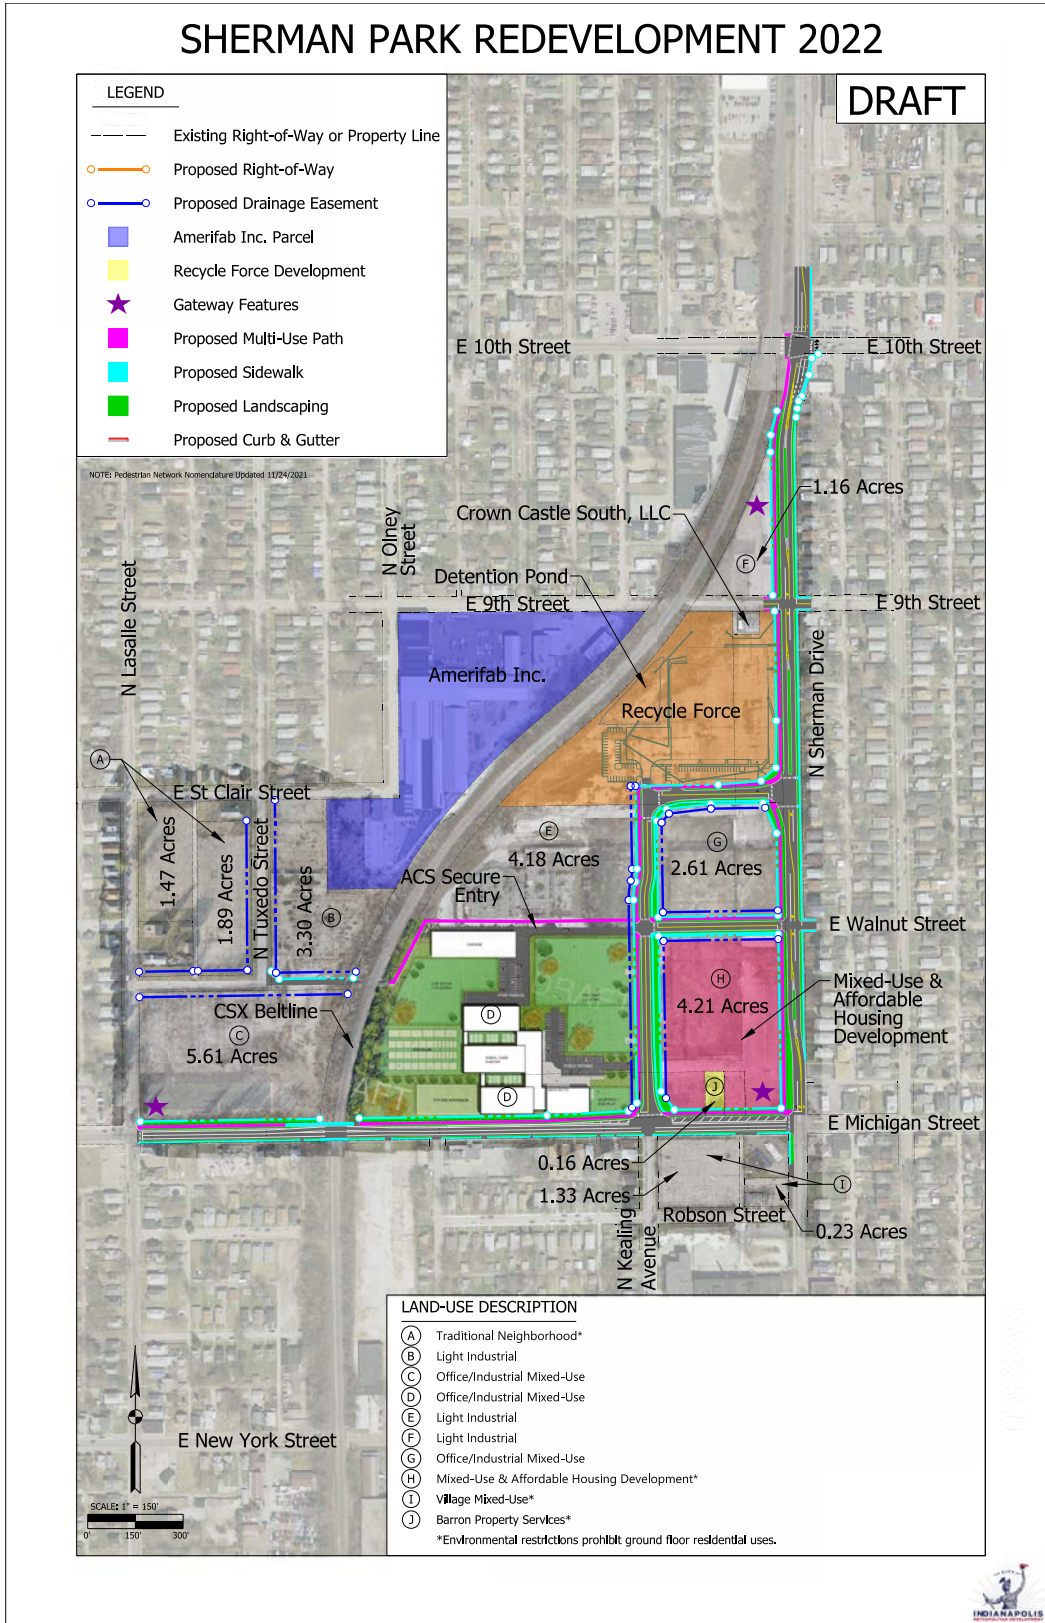 SHERMAN PARK REDEVELOPMENT 2022
DRAFT
LEGEND
Existing Right-of-Way or Property Line
Proposed Right-of-Way
Proposed Drainage Easement
Amerifab Inc. Parcel
Recycle Force Development
Gateway Features
Proposed Multi-Use Path
Proposed Sidewalk
Proposed Landscaping
Proposed Curb & Gutter
NOTE: Pedestrian Network Nomenclature Updated 11/24/2021
E 10th Street
E 10th Street
1.16 Acres
Crown Castle South, LLC
N Olney
Street
F
Detention Pond
E 9th Street
E 9th Street
N Lasalle Street
Amerifab Inc.
Recycle Force
N Sherman Drive
A
E St Clair Street
1.47 Acres
1.89 Acres
N Tuxedo Street
3.30 Acres
B
E
4.18 Acres
G
2.61 Acres
ACS Secure
Entry
E Walnut Street
H
4.21 Acres
Mixed-Use &
Affordable
Housing
Development
CSX Beltline
C
5.61 Acres
D
D
J
E Michigan Street
0.16 Acres
1.33 Acres
I
Robson Street
0.23 Acres
N Kealing
Avenue
LAND-USE DESCRIPTION
A Traditional Neighborhood*
B Light Industrial
C Office/Industrial Mixed-Use
D Office/Industrial Mixed-Use
E Light Industrial
F Light Industrial
G Office/Industrial Mixed-Use
H Mixed-Use & Affordable Housing Development*
I Village Mixed-Use*
J Barron Property Services*
*Environmental restrictions prohibit ground floor residential uses.
E New York Street
SCALE: 1" = 150'
0' 150' 300'
INDIANAPOLIS
METROPOLITAN DEVELOPMENT